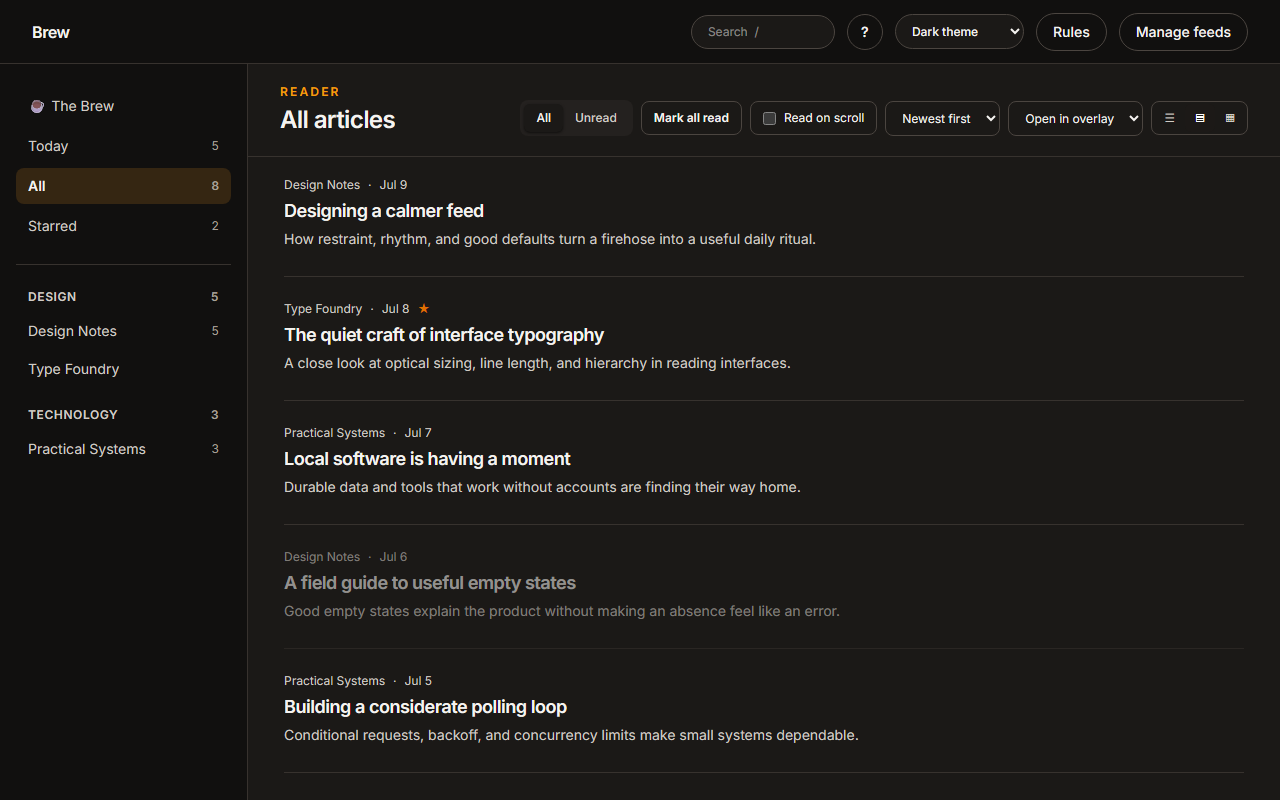 Brew
Search /
?
Dark theme
Rules
Manage feeds
The Brew
Today 5
All 8
Starred 2
DESIGN 5
Design Notes 5
Type Foundry
TECHNOLOGY 3
Practical Systems 3
READER
All articles
All
Unread
Mark all read
Read on scroll
Newest first
Open in overlay
Design Notes · Jul 9
Designing a calmer feed
How restraint, rhythm, and good defaults turn a firehose into a useful daily ritual.
Type Foundry · Jul 8 ★
The quiet craft of interface typography
A close look at optical sizing, line length, and hierarchy in reading interfaces.
Practical Systems · Jul 7
Local software is having a moment
Durable data and tools that work without accounts are finding their way home.
Design Notes · Jul 6
A field guide to useful empty states
Good empty states explain the product without making an absence feel like an error.
Practical Systems · Jul 5
Building a considerate polling loop
Conditional requests, backoff, and concurrency limits make small systems dependable.